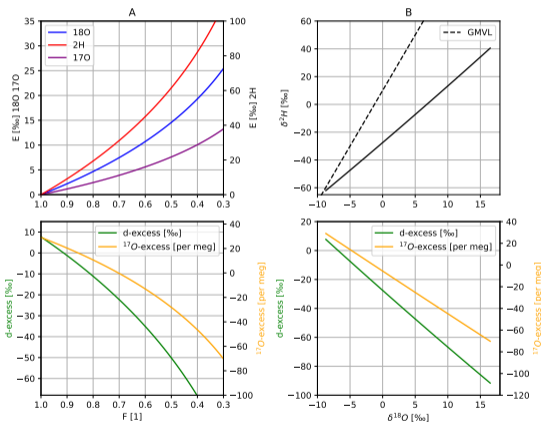 A
35
30
25
20
15
10
5
0
E [‰] 18O 17O
18O
2H
17O
100
80
60
40
20
0
E [‰] 2H
1.0 0.9 0.8 0.7 0.6 0.5 0.4 0.3
B
60
40
20
0
−20
−40
−60
δ²H [‰]
GMVL
−10 −5 0 5 10 15
10
0
−10
−20
−30
−40
−50
−60
d-excess [‰]
d-excess [‰]
¹⁷O-excess [per meg]
40
20
0
−20
−40
−60
−80
−100
¹⁷O-excess [per meg]
1.0 0.9 0.8 0.7 0.6 0.5 0.4 0.3
F [1]
20
0
−20
−40
−60
−80
−100
d-excess [‰]
d-excess [‰]
¹⁷O-excess [per meg]
40
20
0
−20
−40
−60
−80
−100
−120
¹⁷O-excess [per meg]
−10 −5 0 5 10 15
δ¹⁸O [‰]